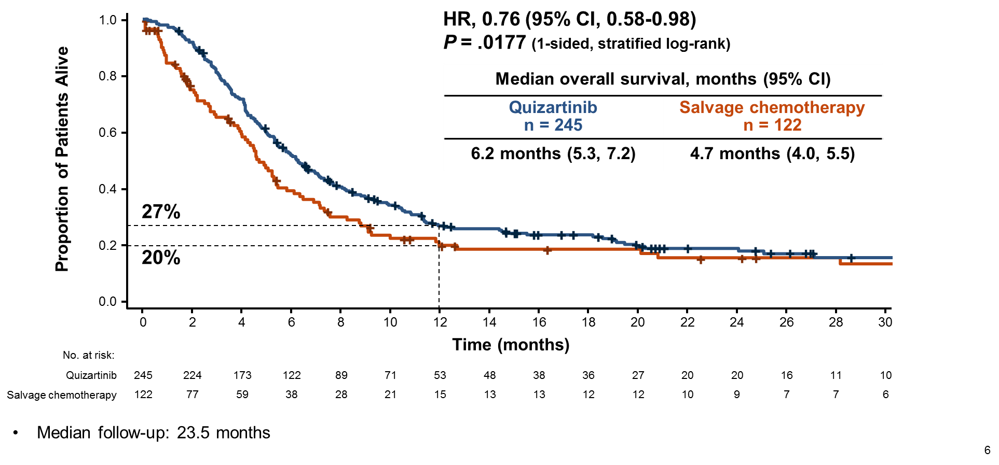 HR, 0.76 (95% CI, 0.58-0.98)
P = .0177 (1-sided, stratified log-rank)
Median overall survival, months (95% CI)
Quizartinib Salvage chemotherapy
n = 245 n = 122
6.2 months (5.3, 7.2) 4.7 months (4.0, 5.5)
Proportion of Patients Alive
1.0
0.8
0.6
0.4
27%
0.2
20%
0.0
0 2 4 6 8 10 12 14 16 18 20 22 24 26 28 30
Time (months)
No. at risk:
Quizartinib 245 224 173 122 89 71 53 48 38 36 27 20 20 16 11 10
Salvage chemotherapy 122 77 59 38 28 21 15 13 13 12 12 10 9 7 7 6
• Median follow-up: 23.5 months
6